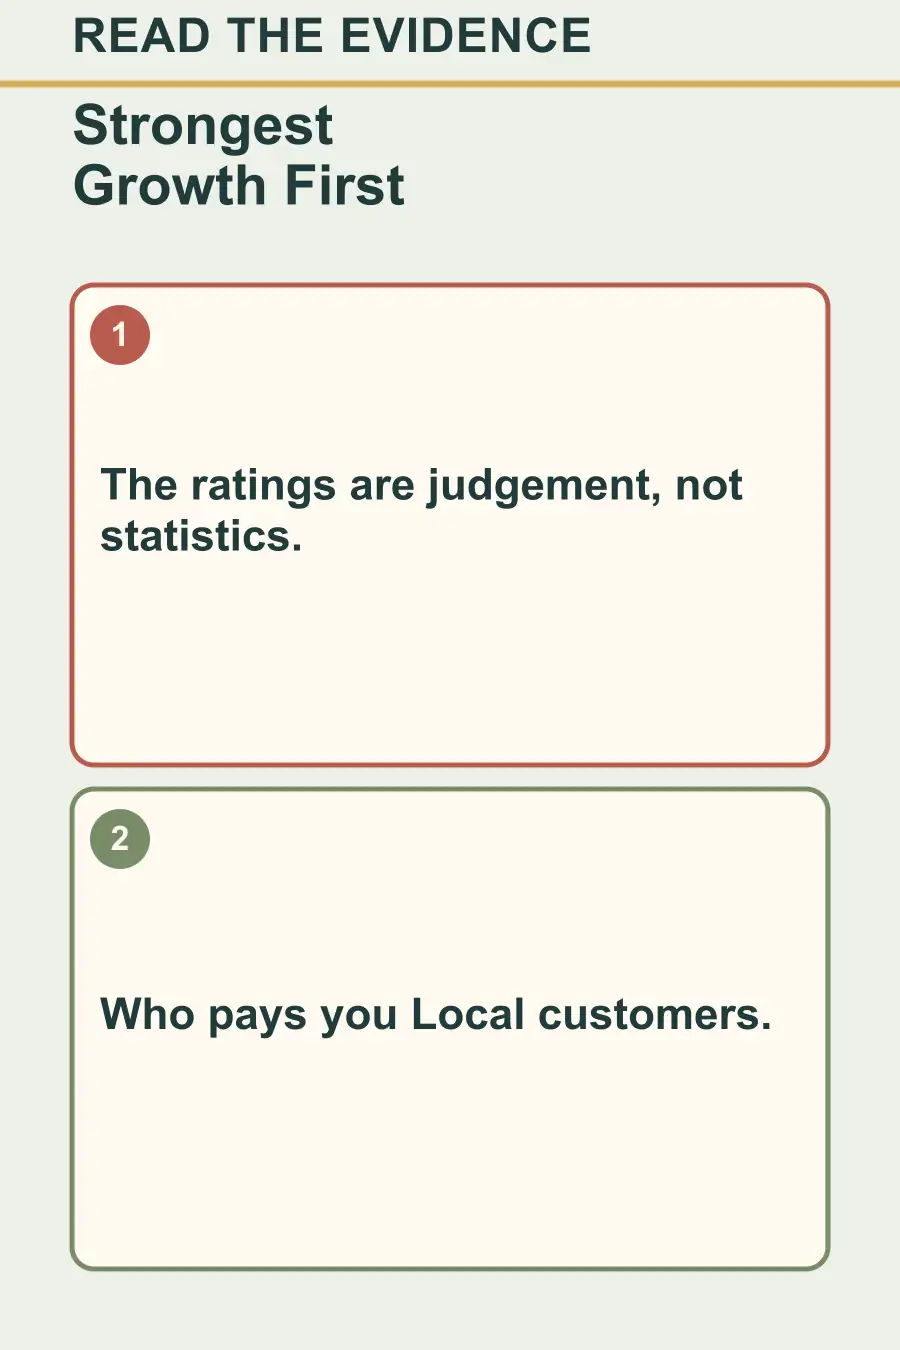 READ THE EVIDENCE
Strongest
Growth First
1
The ratings are judgement, not
statistics.
2
Who pays you Local customers.